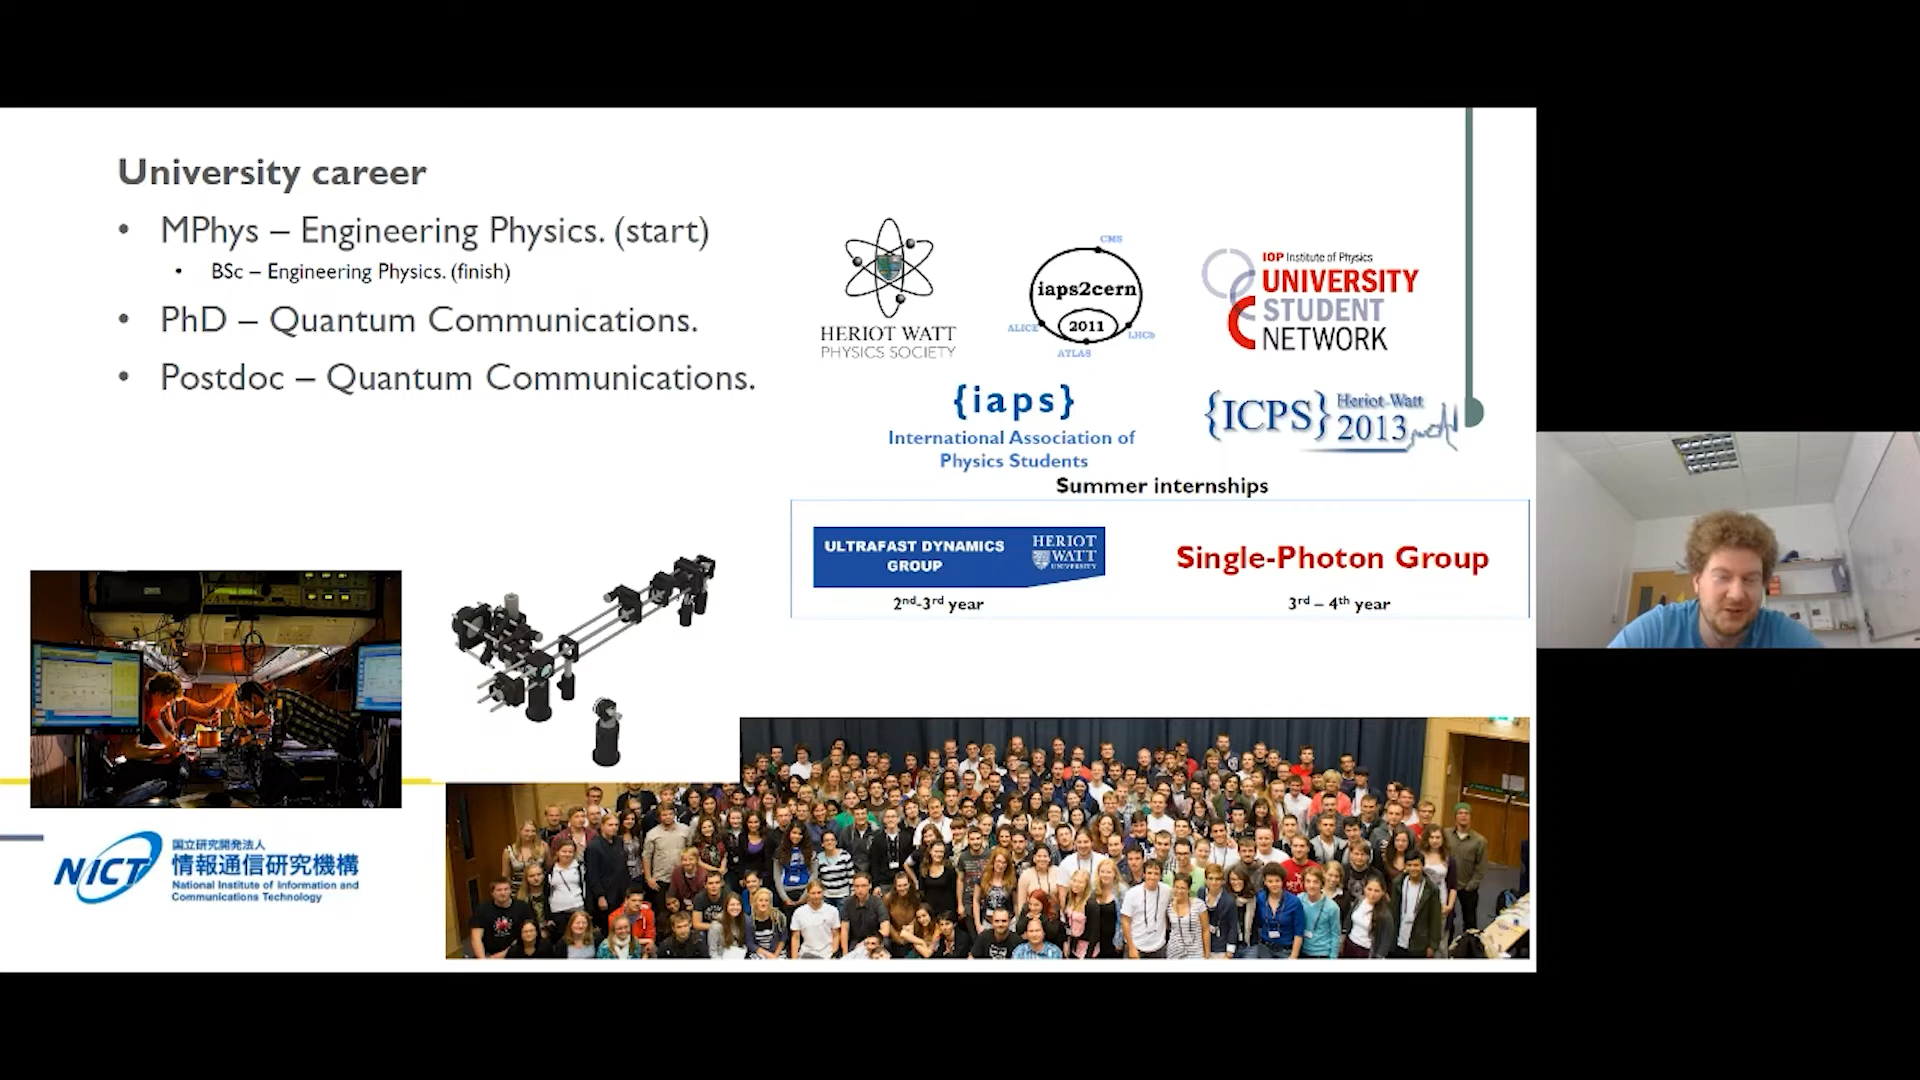 University career
• MPhys – Engineering Physics. (start)
• BSc – Engineering Physics. (finish)
• PhD – Quantum Communications.
• Postdoc – Quantum Communications.
HERIOT WATT
PHYSICS SOCIETY
CMS
iaps2cern
2011
ALICE
LHCb
ATLAS
IOP Institute of Physics
UNIVERSITY
STUDENT
NETWORK
{iaps}
International Association of
Physics Students
{ICPS} Heriot-Watt
2013
Summer internships
ULTRAFAST DYNAMICS
GROUP
HERIOT
WATT
UNIVERSITY
2nd-3rd year
Single-Photon Group
3rd – 4th year
NICT
国立研究開発法人
情報通信研究機構
National Institute of Information and
Communications Technology